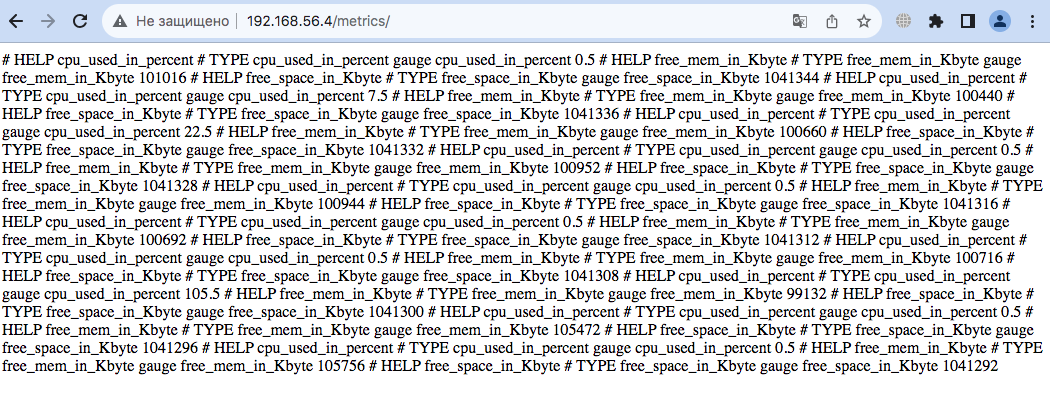 Не защищено | 192.168.56.4/metrics/
# HELP cpu_used_in_percent # TYPE cpu_used_in_percent gauge cpu_used_in_percent 0.5 # HELP free_mem_in_Kbyte # TYPE free_mem_in_Kbyte gauge
free_mem_in_Kbyte 101016 # HELP free_space_in_Kbyte # TYPE free_space_in_Kbyte gauge free_space_in_Kbyte 1041344 # HELP cpu_used_in_percent #
TYPE cpu_used_in_percent gauge cpu_used_in_percent 7.5 # HELP free_mem_in_Kbyte # TYPE free_mem_in_Kbyte gauge free_mem_in_Kbyte 100440 #
HELP free_space_in_Kbyte # TYPE free_space_in_Kbyte gauge free_space_in_Kbyte 1041336 # HELP cpu_used_in_percent # TYPE cpu_used_in_percent
gauge cpu_used_in_percent 22.5 # HELP free_mem_in_Kbyte # TYPE free_mem_in_Kbyte gauge free_mem_in_Kbyte 100660 # HELP free_space_in_Kbyte #
TYPE free_space_in_Kbyte gauge free_space_in_Kbyte 1041332 # HELP cpu_used_in_percent # TYPE cpu_used_in_percent gauge cpu_used_in_percent 0.5 #
HELP free_mem_in_Kbyte # TYPE free_mem_in_Kbyte gauge free_mem_in_Kbyte 100952 # HELP free_space_in_Kbyte # TYPE free_space_in_Kbyte gauge
free_space_in_Kbyte 1041328 # HELP cpu_used_in_percent # TYPE cpu_used_in_percent gauge cpu_used_in_percent 0.5 # HELP free_mem_in_Kbyte # TYPE
free_mem_in_Kbyte gauge free_mem_in_Kbyte 100944 # HELP free_space_in_Kbyte # TYPE free_space_in_Kbyte gauge free_space_in_Kbyte 1041316 #
HELP cpu_used_in_percent # TYPE cpu_used_in_percent gauge cpu_used_in_percent 0.5 # HELP free_mem_in_Kbyte # TYPE free_mem_in_Kbyte gauge
free_mem_in_Kbyte 100692 # HELP free_space_in_Kbyte # TYPE free_space_in_Kbyte gauge free_space_in_Kbyte 1041312 # HELP cpu_used_in_percent #
TYPE cpu_used_in_percent gauge cpu_used_in_percent 0.5 # HELP free_mem_in_Kbyte # TYPE free_mem_in_Kbyte gauge free_mem_in_Kbyte 100716 #
HELP free_space_in_Kbyte # TYPE free_space_in_Kbyte gauge free_space_in_Kbyte 1041308 # HELP cpu_used_in_percent # TYPE cpu_used_in_percent
gauge cpu_used_in_percent 105.5 # HELP free_mem_in_Kbyte # TYPE free_mem_in_Kbyte gauge free_mem_in_Kbyte 99132 # HELP free_space_in_Kbyte #
TYPE free_space_in_Kbyte gauge free_space_in_Kbyte 1041300 # HELP cpu_used_in_percent # TYPE cpu_used_in_percent gauge cpu_used_in_percent 0.5 #
HELP free_mem_in_Kbyte # TYPE free_mem_in_Kbyte gauge free_mem_in_Kbyte 105472 # HELP free_space_in_Kbyte # TYPE free_space_in_Kbyte gauge
free_space_in_Kbyte 1041296 # HELP cpu_used_in_percent # TYPE cpu_used_in_percent gauge cpu_used_in_percent 0.5 # HELP free_mem_in_Kbyte # TYPE
free_mem_in_Kbyte gauge free_mem_in_Kbyte 105756 # HELP free_space_in_Kbyte # TYPE free_space_in_Kbyte gauge free_space_in_Kbyte 1041292